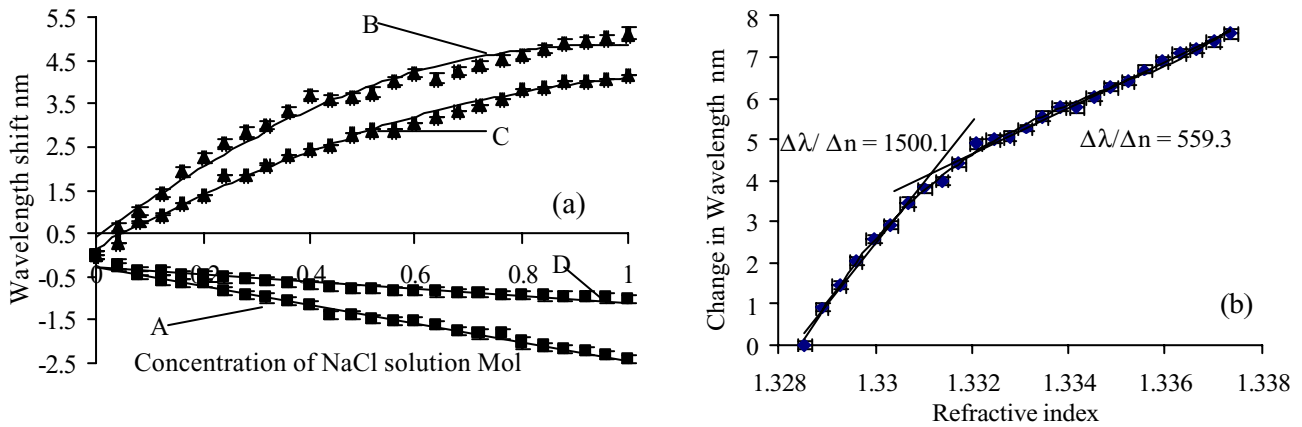 Wavelength shift nm
5.5
4.5
3.5
2.5
1.5
0.5
-0.5
-1.5
-2.5
B
C
(a)
D
A
0 0.2 0.4 0.6 0.8 1
Concentration of NaCl solution Mol
Change in Wavelength nm
8
7
6
5
4
3
2
1
0
Δλ/ Δn = 1500.1
Δλ/Δn = 559.3
(b)
1.328 1.33 1.332 1.334 1.336 1.338
Refractive index